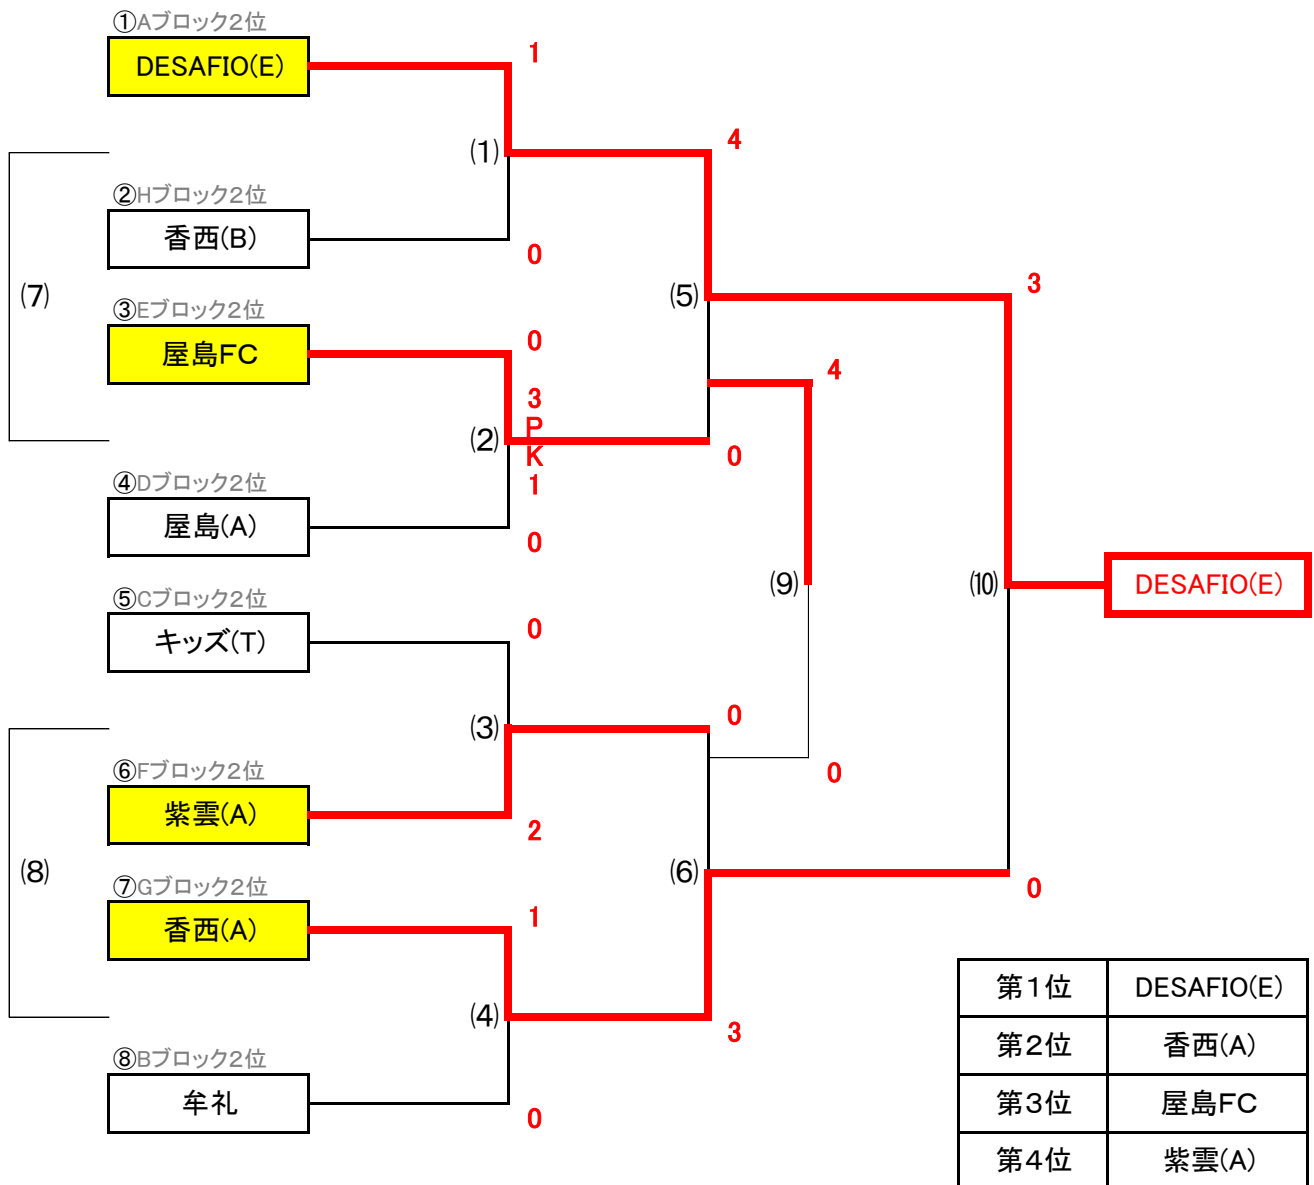 ①Aブロック2位
DESAFIO(E)
1
(1)
4
②Hブロック2位
香西(B)
0
(7)
(5)
3
③Eブロック2位
屋島FC
0
4
3
P
K
1
(2)
0
④Dブロック2位
屋島(A)
0
(9)
(10)
DESAFIO(E)
⑤Cブロック2位
キッズ(T)
0
(3)
0
⑥Fブロック2位
紫雲(A)
2
0
(8)
(6)
0
⑦Gブロック2位
香西(A)
1
(4)
3
⑧Bブロック2位
牟礼
0
第1位 DESAFIO(E)
第2位 香西(A)
第3位 屋島FC
第4位 紫雲(A)